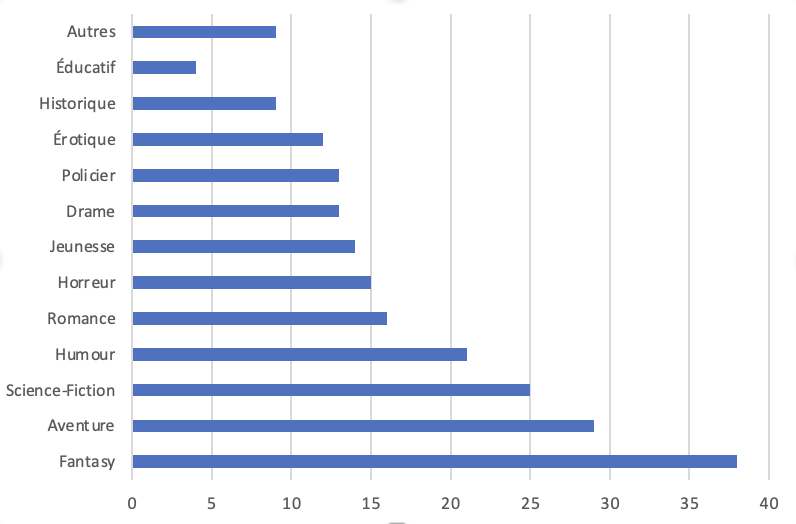 Autres
Éducatif
Historique
Érotique
Policier
Drame
Jeunesse
Horreur
Romance
Humour
Science-Fiction
Aventure
Fantasy
0 5 10 15 20 25 30 35 40